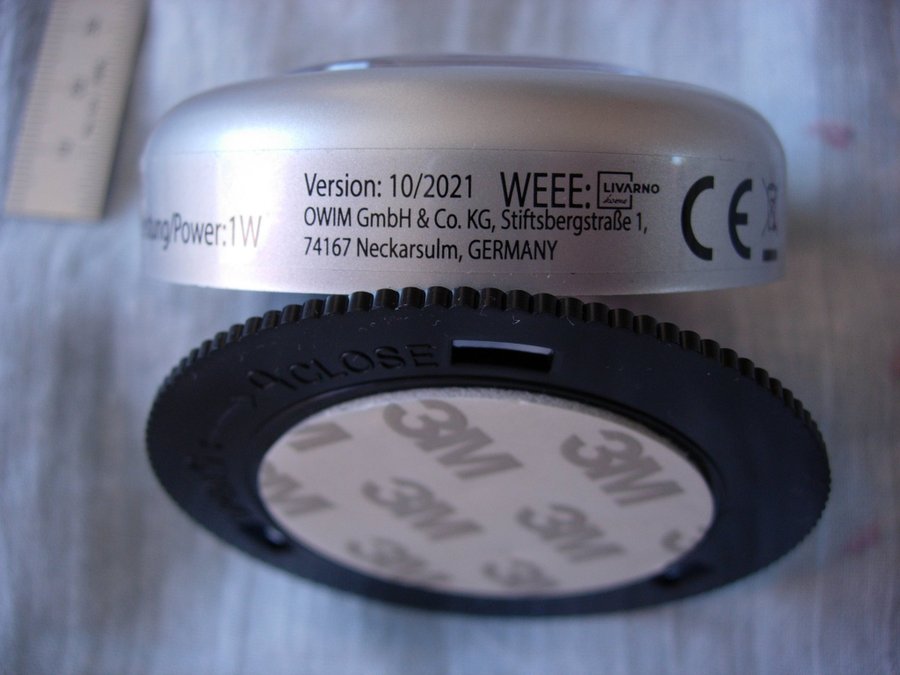 Version: 10/2021 WEEE: LIVARNO home
/Power:1W
OWIM GmbH & Co. KG, Stiftsbergstraße 1,
74167 Neckarsulm, GERMANY
CE
CLOSE
3M 3M
3M
3M 3M
3M 3M